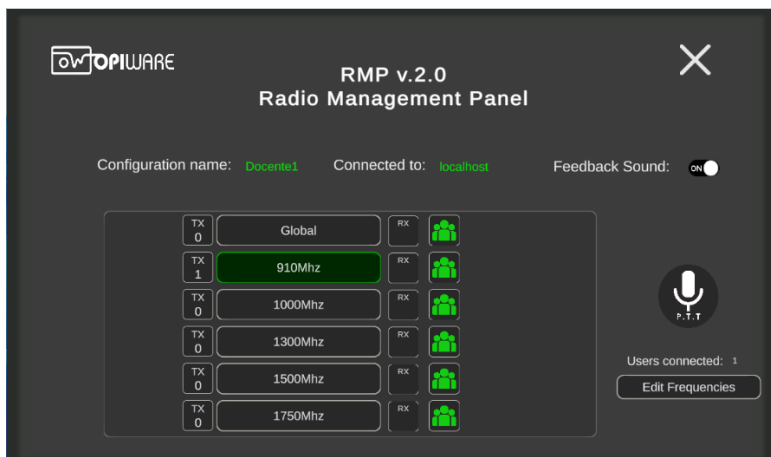 OW OPIWARE
RMP v.2.0
Radio Management Panel
Configuration name: Docente1 Connected to: localhost Feedback Sound: ON
TX 0 Global RX
TX 1 910Mhz RX
TX 0 1000Mhz RX
TX 0 1300Mhz RX
TX 0 1500Mhz RX
TX 0 1750Mhz RX
P.T.T
Users connected: 1
Edit Frequencies